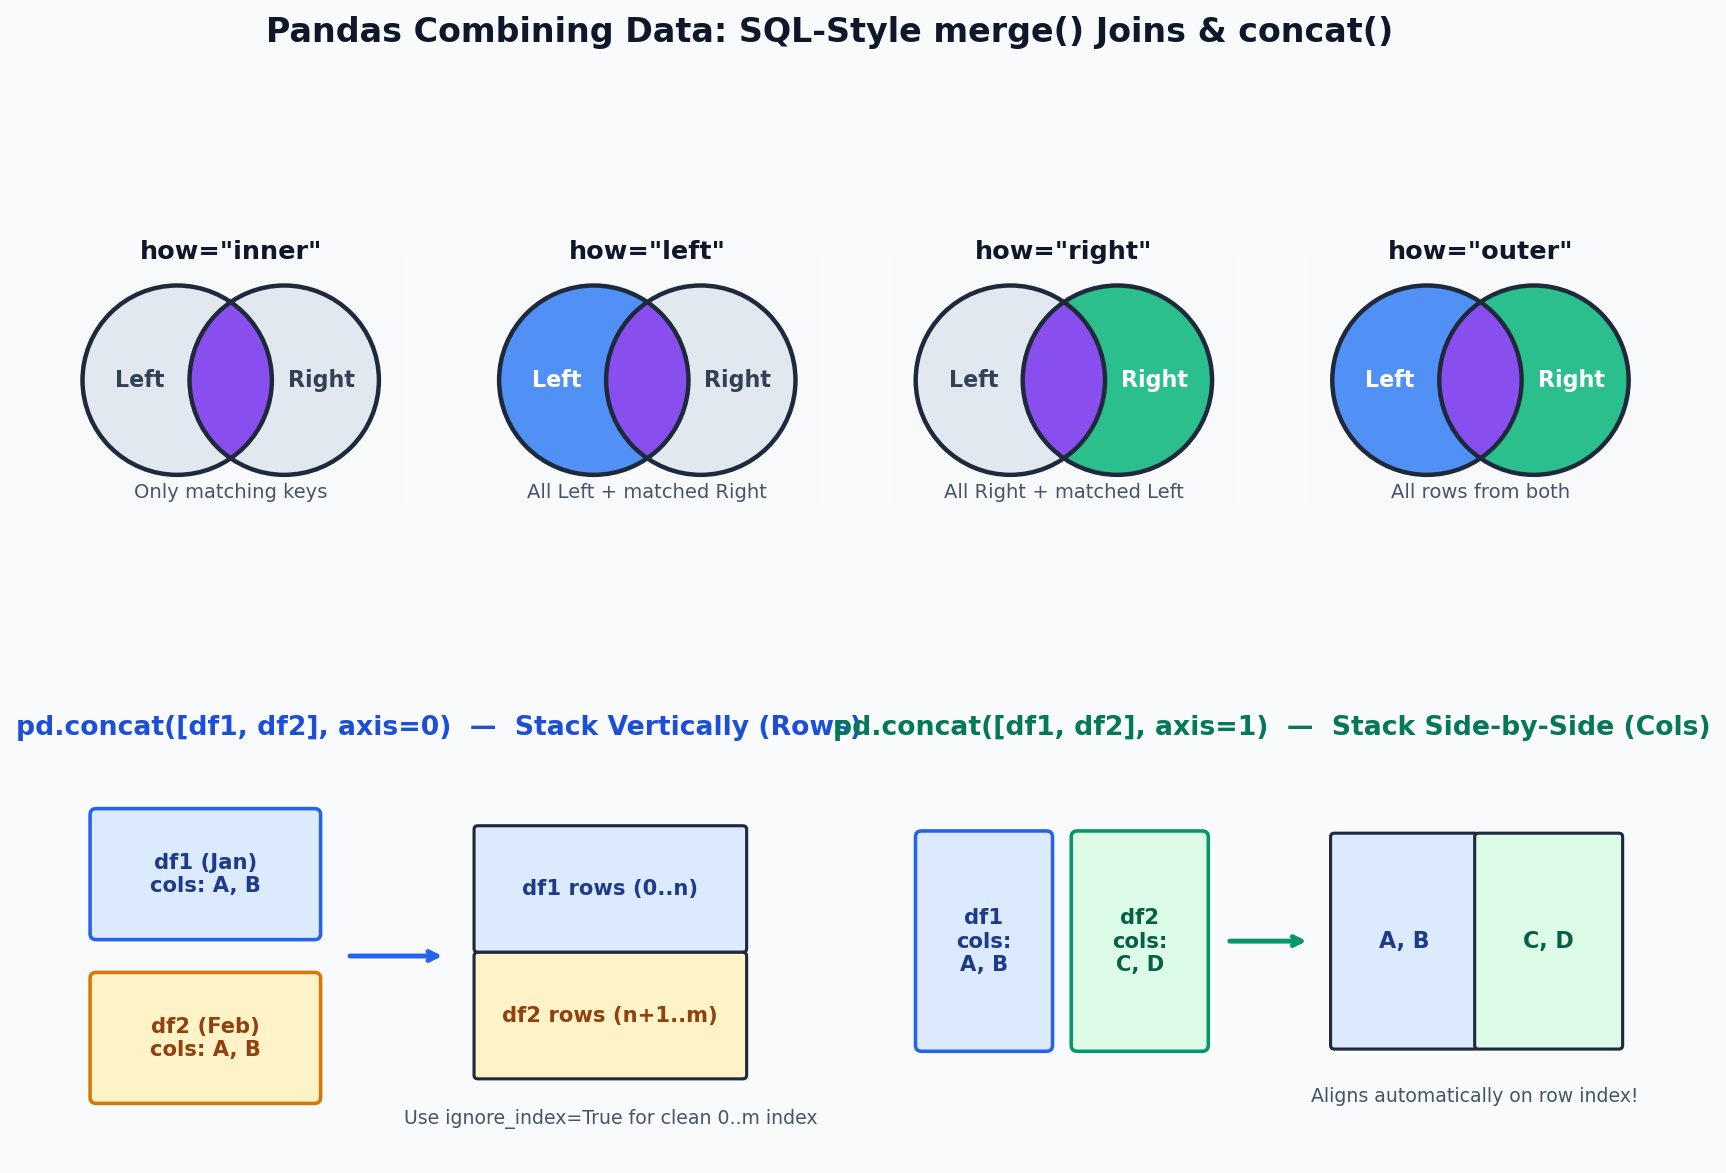 Pandas Combining Data: SQL-Style merge() Joins & concat()
how="inner"
Left
Right
Only matching keys
how="left"
Left
Right
All Left + matched Right
how="right"
Left
Right
All Right + matched Left
how="outer"
Left
Right
All rows from both
pd.concat([df1, df2], axis=0) — Stack Vertically (Rows)
df1 (Jan)
cols: A, B
df2 (Feb)
cols: A, B
df1 rows (0..n)
df2 rows (n+1..m)
Use ignore_index=True for clean 0..m index
pd.concat([df1, df2], axis=1) — Stack Side-by-Side (Cols)
df1
cols:
A, B
df2
cols:
C, D
A, B
C, D
Aligns automatically on row index!